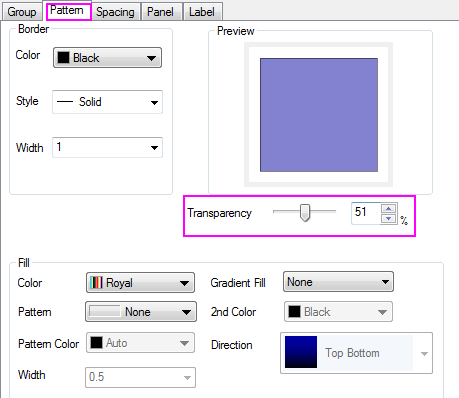 Group Pattern Spacing Panel Label
Border
Color Black
Style Solid
Width 1
Preview
Transparency 51 %
Fill
Color Royal
Gradient Fill None
Pattern None
2nd Color Black
Pattern Color Auto
Direction Top Bottom
Width 0.5